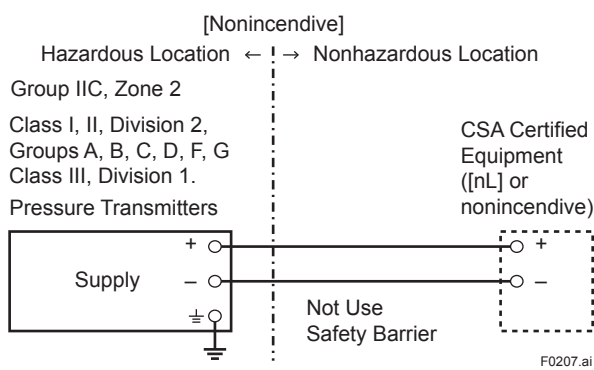 [Nonincendive]
Hazardous Location ← → Nonhazardous Location
Group IIC, Zone 2
Class I, II, Division 2,
Groups A, B, C, D, F, G
Class III, Division 1.
Pressure Transmitters
CSA Certified
Equipment
([nL] or
nonincendive)
+
Supply
–
+
–
Not Use
Safety Barrier
F0207.ai